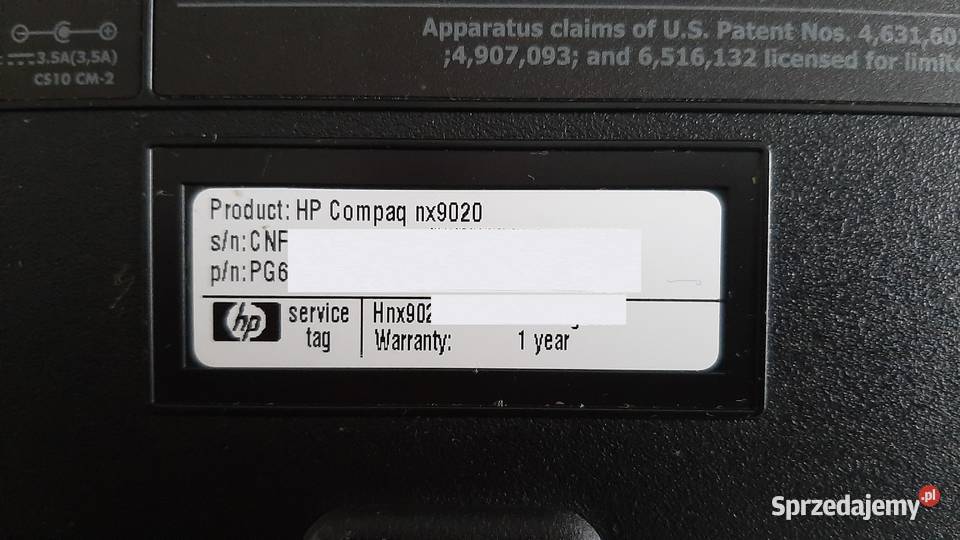 Apparatus claims of U.S. Patent Nos. 4,631,60
;4,907,093; and 6,516,132 licensed for limite
3.5A(3,5A)
CS10 CM-2
Product: HP Compaq nx9020
s/n:CNF
p/n:PG6
hp
service
tag
Hnx902
Warranty: 1 year
Sprzedajemy.pl